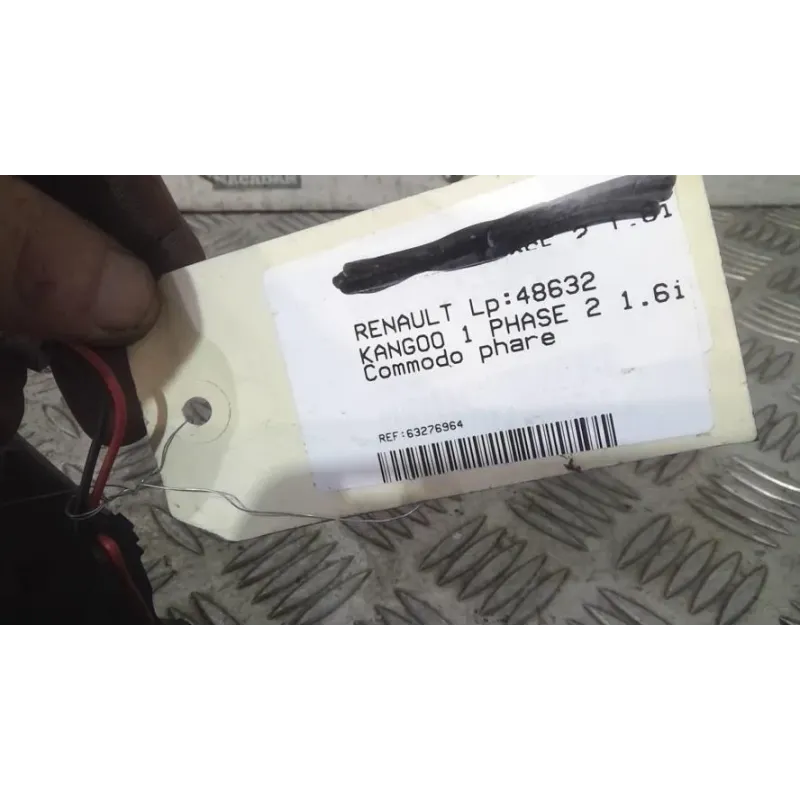 RENAULT Lp:48632
KANGOO 1 PHASE 2 1.6i
Commodo phare
REF:63276964